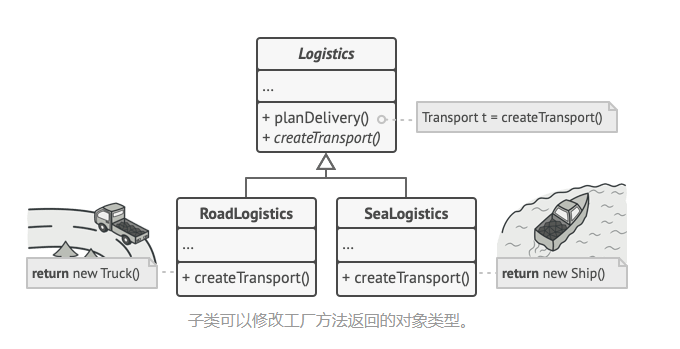 Logistics
...
+ planDelivery()
+ createTransport()
Transport t = createTransport()
RoadLogistics
...
+ createTransport()
SeaLogistics
...
+ createTransport()
return new Truck()
return new Ship()
子类可以修改工厂方法返回的对象类型。